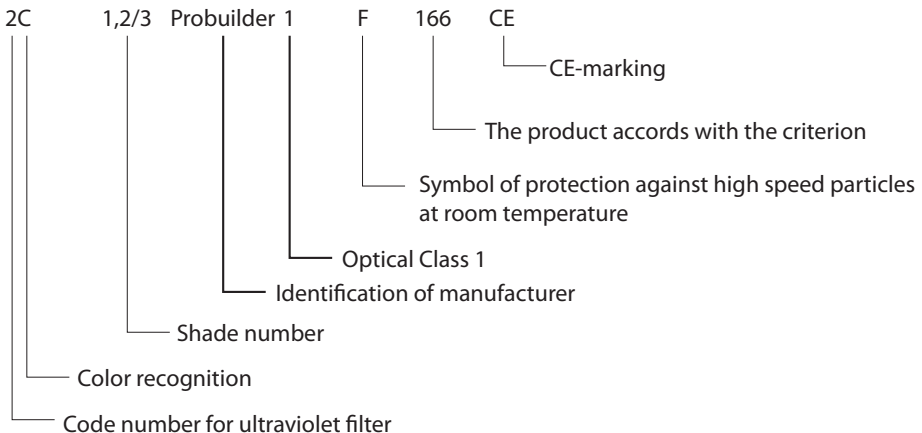 2C 1,2/3 Probuilder 1 F 166 CE
CE-marking
The product accords with the criterion
Symbol of protection against high speed particles
at room temperature
Optical Class 1
Identification of manufacturer
Shade number
Color recognition
Code number for ultraviolet filter